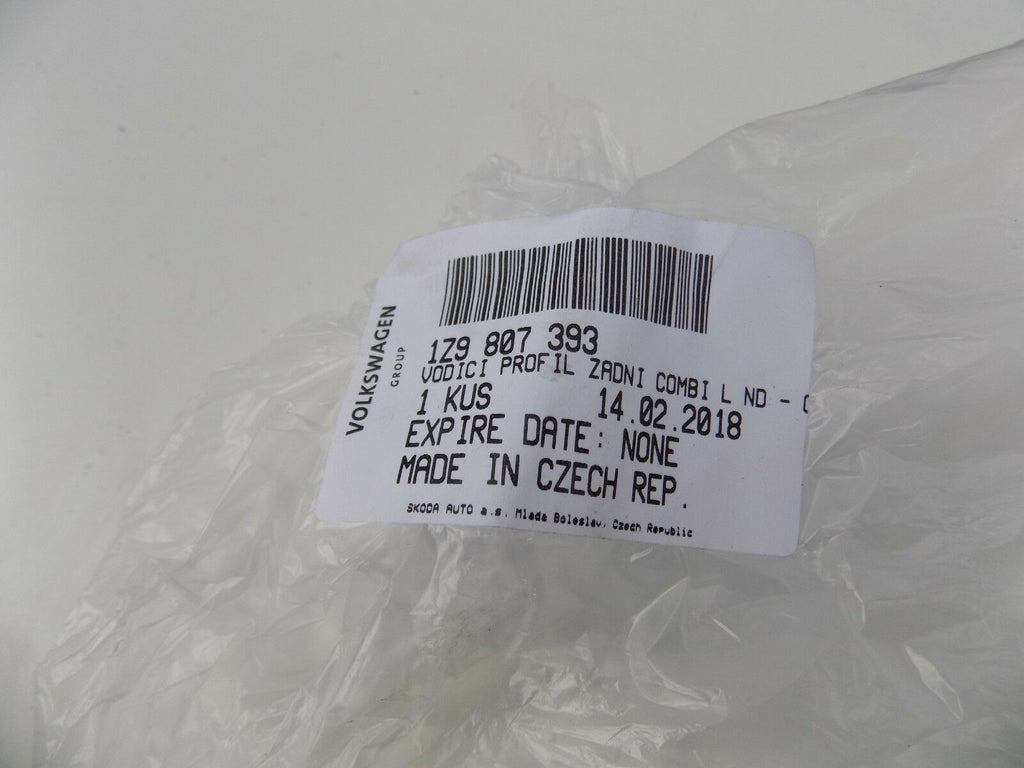 VOLKSWAGEN
GROUP
1Z9 807 393
VODICI PROFIL ZADNI COMBI L ND -
1 KUS 14.02.2018
EXPIRE DATE: NONE
MADE IN CZECH REP.
SKODA AUTO a.s. Mlada Boleslav, Czech Republic